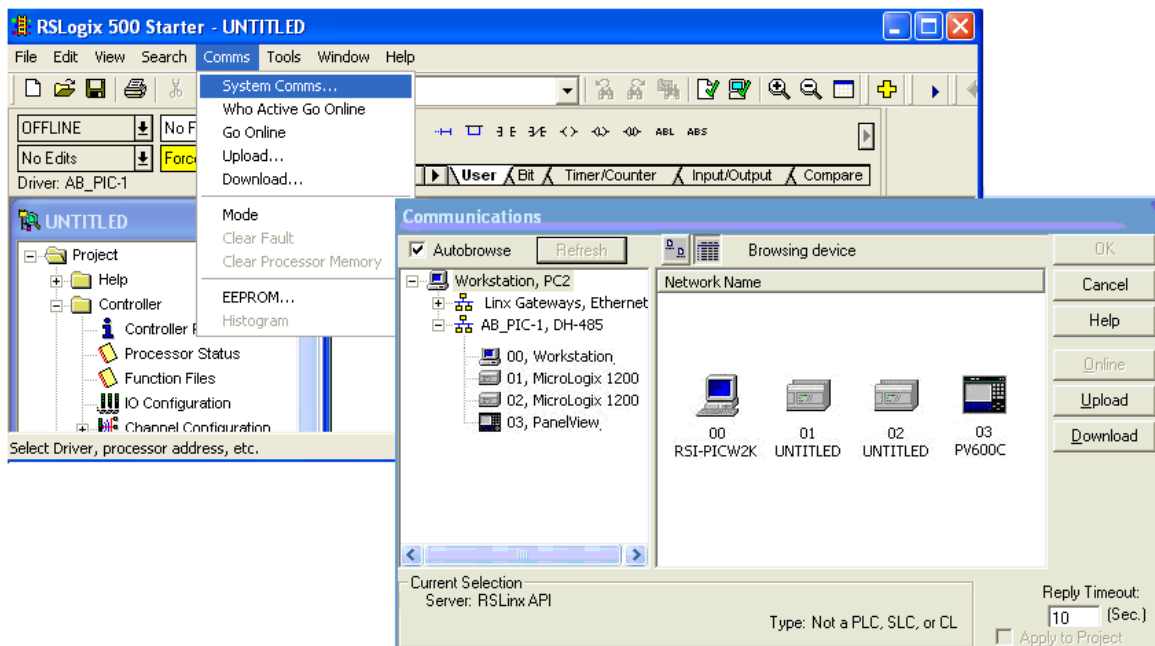 RSLogix 500 Starter - UNTITLED
File Edit View Search Comms Tools Window Help
System Comms...
Who Active Go Online
Go Online
Upload...
Download...
Mode
Clear Fault
Clear Processor Memory
EEPROM...
Histogram
OFFLINE
No F
No Edits
Forc
Driver: AB_PIC-1
ABL ABS
User Bit Timer/Counter Input/Output Compare
UNTITLED
Project
Help
Controller
Controller P
Processor Status
Function Files
IO Configuration
Channel Configuration
Select Driver, processor address, etc.
Communications
Autobrowse Refresh Browsing device
Workstation, PC2
Linx Gateways, Ethernet
AB_PIC-1, DH-485
00, Workstation
01, MicroLogix 1200
02, MicroLogix 1200
03, PanelView
Network Name
00 01 02 03
RSI-PICW2K UNTITLED UNTITLED PV600C
OK
Cancel
Help
Online
Upload
Download
Current Selection
Server: RSLinx API
Type: Not a PLC, SLC, or CL
Reply Timeout:
10 (Sec.)
Apply to Project